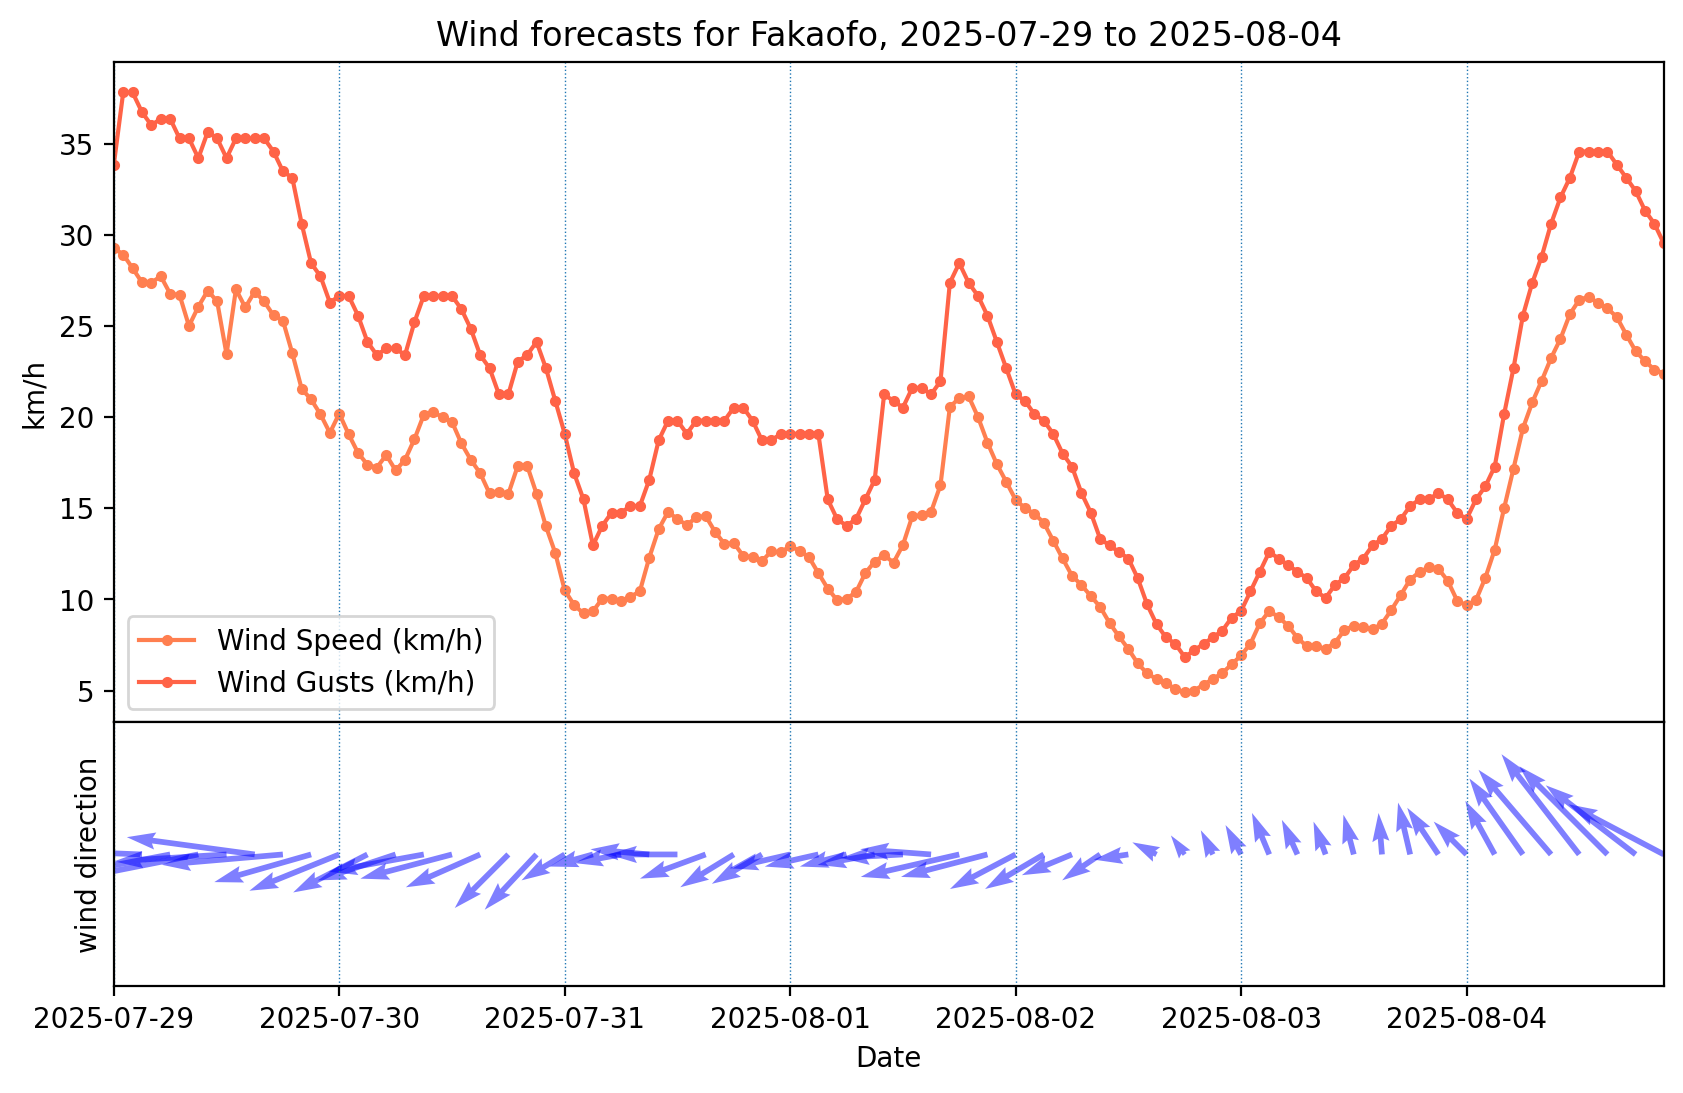 Wind forecasts for Fakaofo, 2025-07-29 to 2025-08-04
km/h
35
30
25
20
15
10
5
Wind Speed (km/h)
Wind Gusts (km/h)
wind direction
2025-07-29
2025-07-30
2025-07-31
2025-08-01
2025-08-02
2025-08-03
2025-08-04
Date